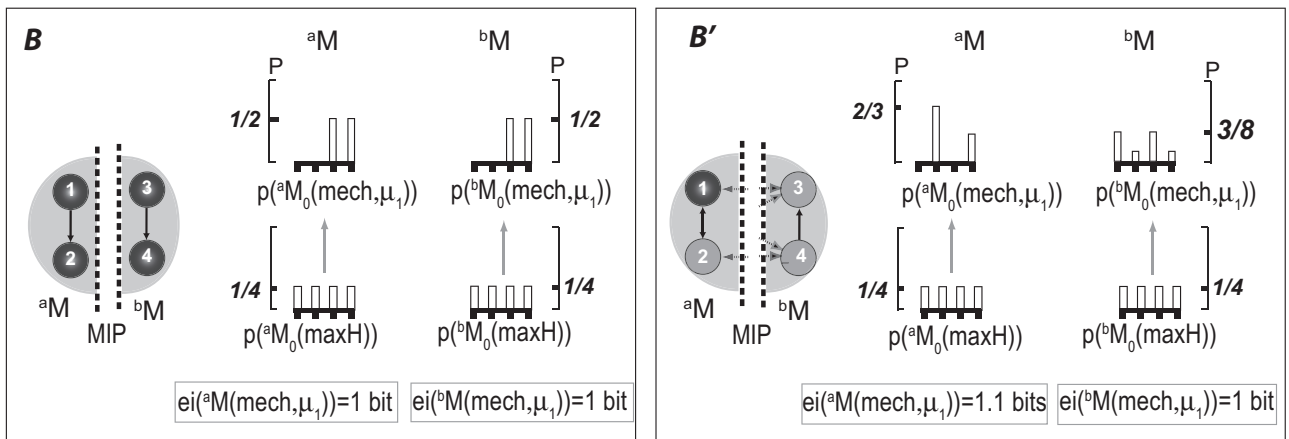 B
ᵃM ᵇM
P P
1/2 1/2
1 3
p(ᵃM₀(mech,μ₁)) p(ᵇM₀(mech,μ₁))
2 4
ᵃM ᵇM
MIP
1/4 1/4
p(ᵃM₀(maxH)) p(ᵇM₀(maxH))
ei(ᵃM(mech,μ₁))=1 bit ei(ᵇM(mech,μ₁))=1 bit
B′
ᵃM ᵇM
P P
2/3 3/8
1 3
p(ᵃM₀(mech,μ₁)) p(ᵇM₀(mech,μ₁))
2 4
ᵃM ᵇM
MIP
1/4 1/4
p(ᵃM₀(maxH)) p(ᵇM₀(maxH))
ei(ᵃM(mech,μ₁))=1.1 bits ei(ᵇM(mech,μ₁))=1 bit